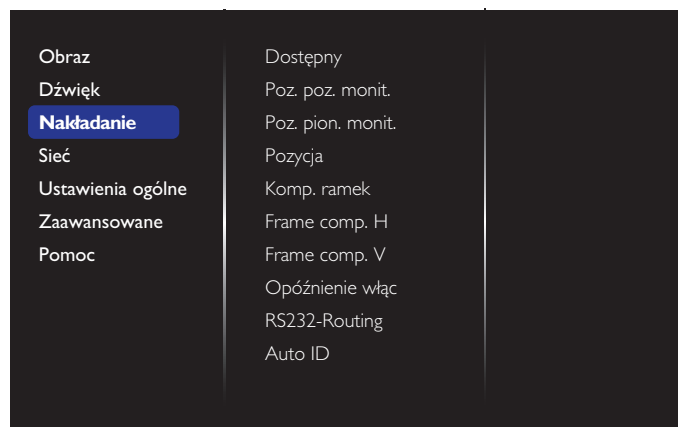 Obraz
Dźwięk
Nakładanie
Sieć
Ustawienia ogólne
Zaawansowane
Pomoc
Dostępny
Poz. poz. monit.
Poz. pion. monit.
Pozycja
Komp. ramek
Frame comp. H
Frame comp. V
Opóźnienie włąc
RS232-Routing
Auto ID